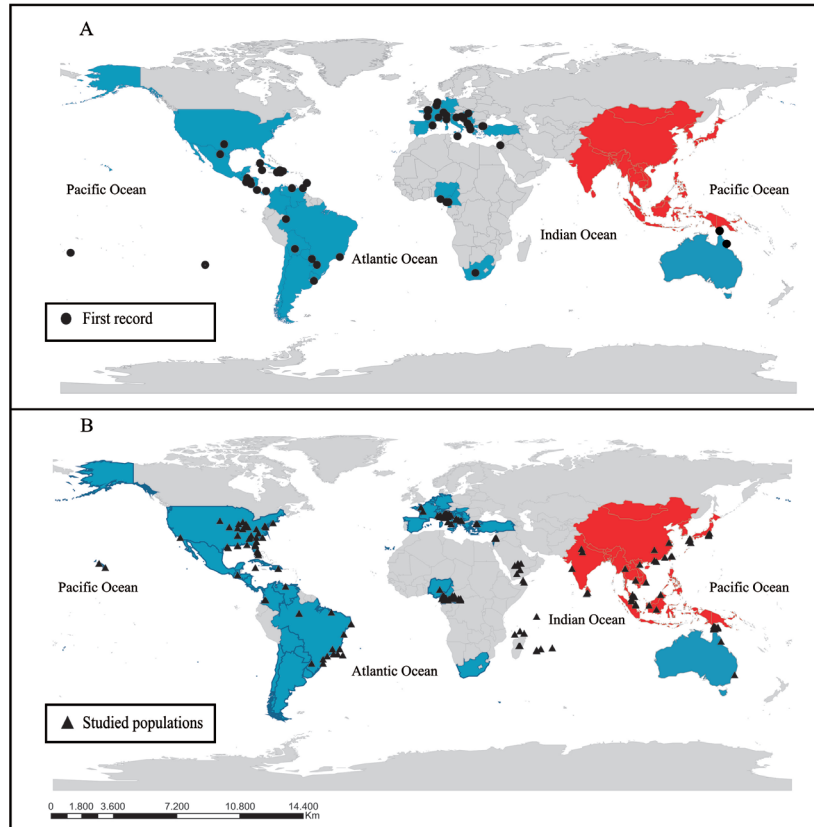 A
Pacific Ocean
Pacific Ocean
Indian Ocean
Atlantic Ocean
First record
B
Pacific Ocean
Pacific Ocean
Indian Ocean
Atlantic Ocean
Studied populations
0 1.800 3.600 7.200 10.800 14.400
Km